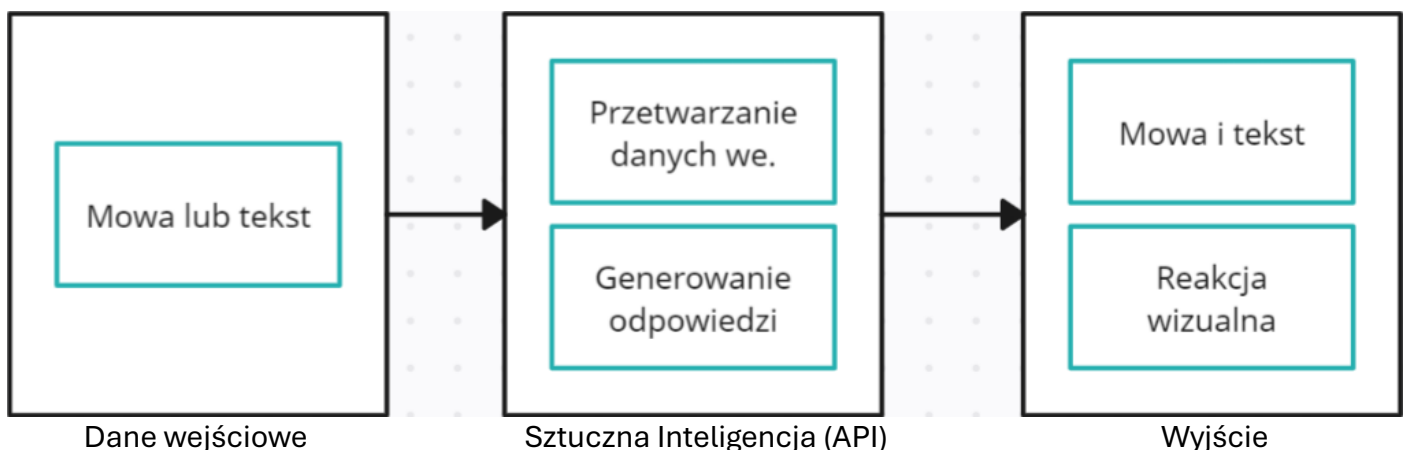 Mowa lub tekst
Przetwarzanie
danych we.
Generowanie
odpowiedzi
Mowa i tekst
Reakcja
wizualna
Dane wejściowe
Sztuczna Inteligencja (API)
Wyjście